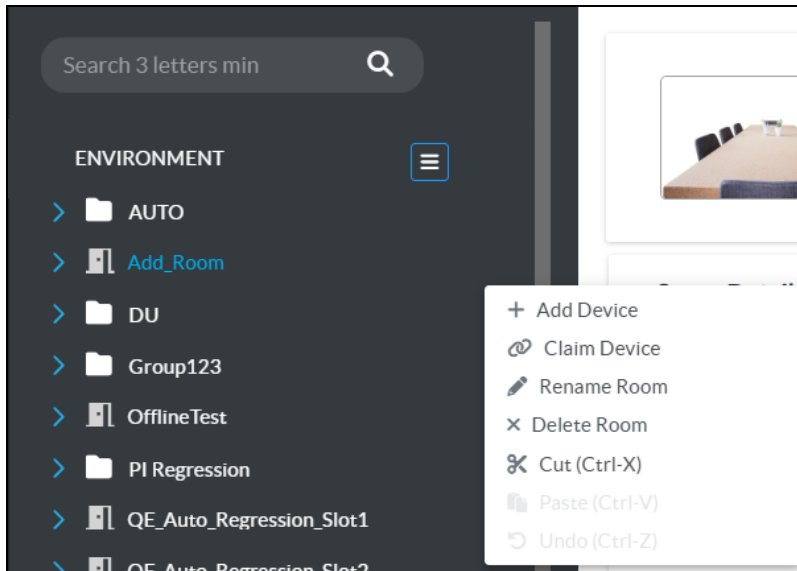 Search 3 letters min
ENVIRONMENT
AUTO
Add_Room
DU
Group123
OfflineTest
PI Regression
QE_Auto_Regression_Slot1
QE_Auto_Regression_Slot2
Add Device
Claim Device
Rename Room
Delete Room
Cut (Ctrl-X)
Paste (Ctrl-V)
Undo (Ctrl-Z)